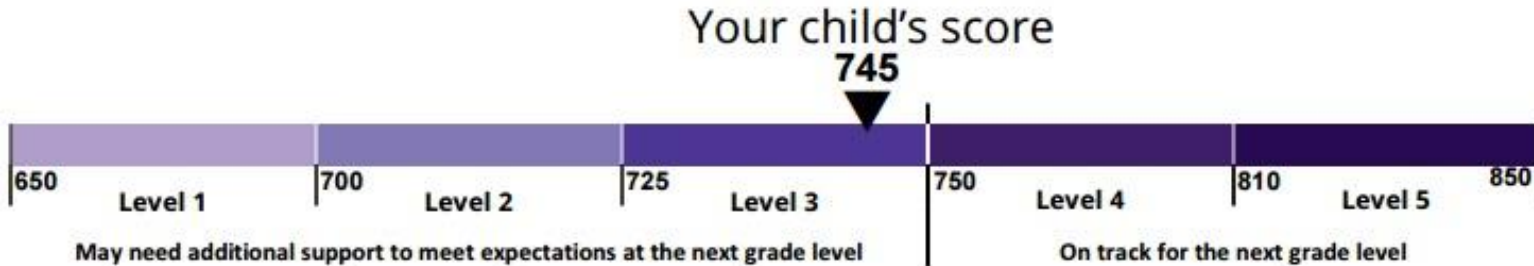 Your child's score
745
650 700 725 750 810 850
Level 1 Level 2 Level 3 Level 4 Level 5
May need additional support to meet expectations at the next grade level On track for the next grade level